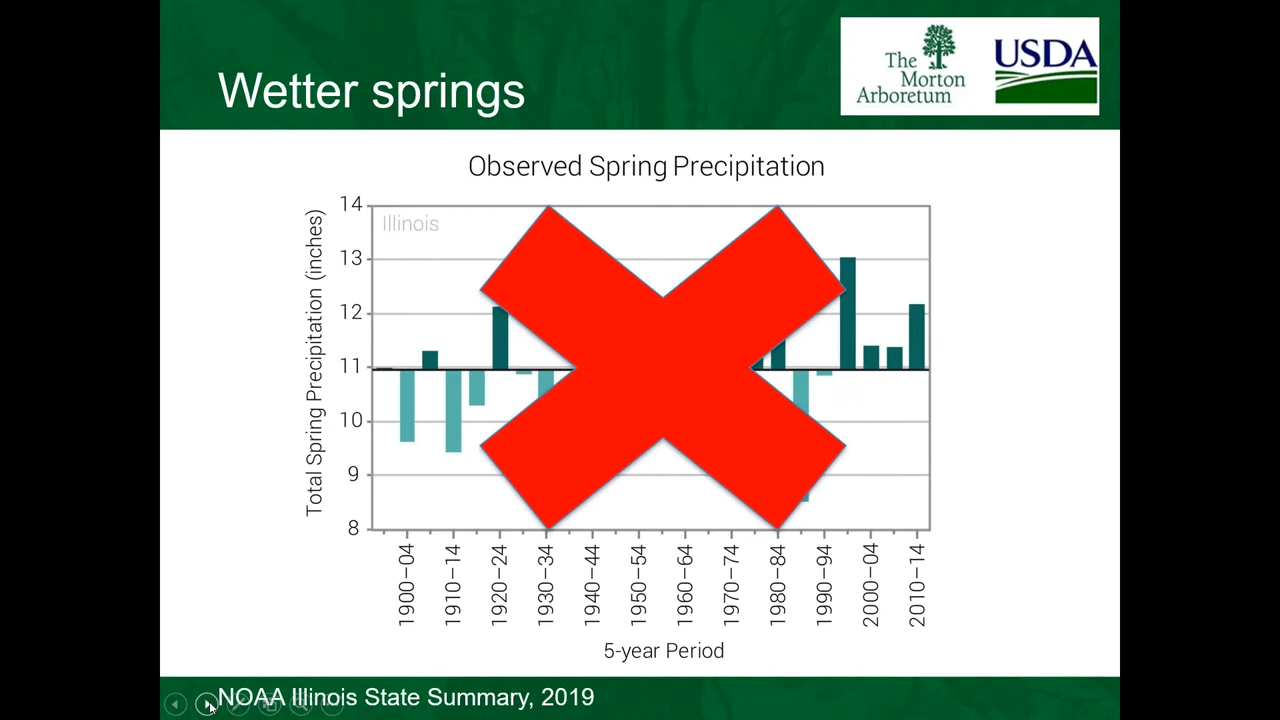 Wetter springs
The
Morton
Arboretum
USDA
Observed Spring Precipitation
Illinois
Total Spring Precipitation (inches)
14
13
12
11
10
9
8
1900–04
1910–14
1920–24
1930–34
1940–44
1950–54
1960–64
1970–74
1980–84
1990–94
2000–04
2010–14
5-year Period
NOAA Illinois State Summary, 2019